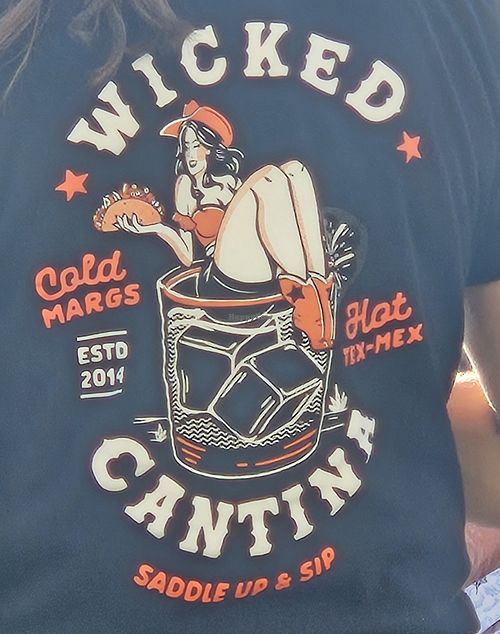 WICKED
Cold
MARGS
Hot
TEX-MEX
ESTD
2014
CANTINA
SADDLE UP & SIP